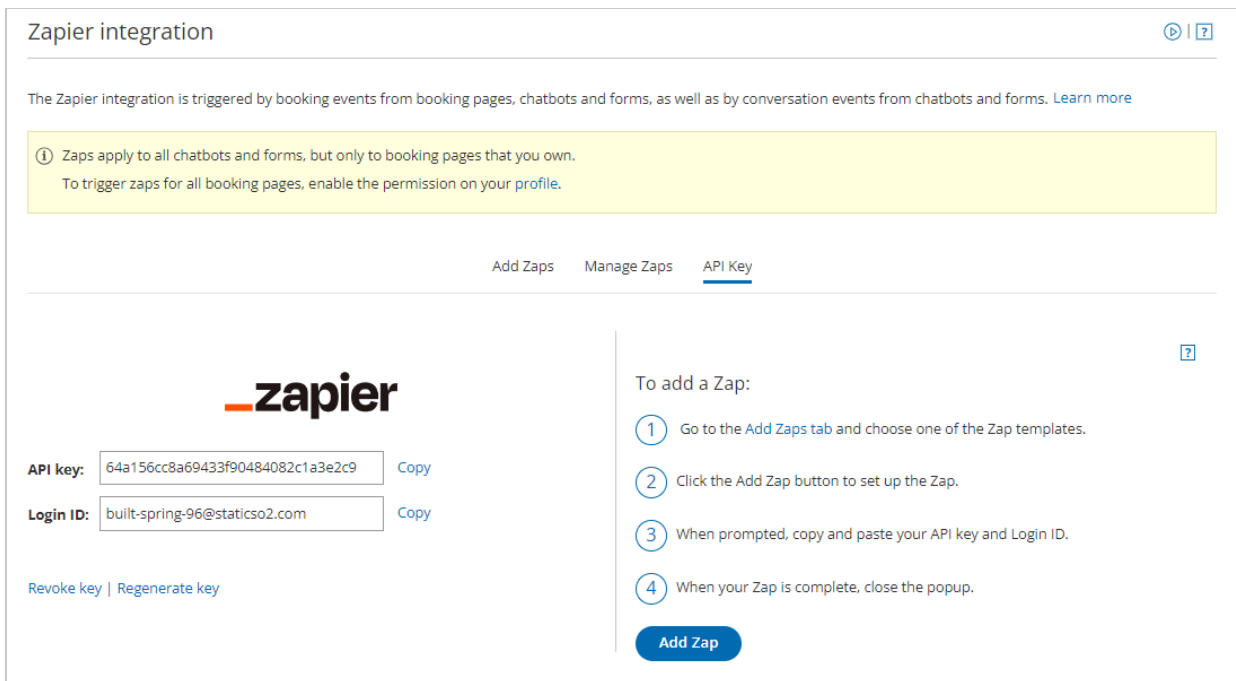 Zapier integration
The Zapier integration is triggered by booking events from booking pages, chatbots and forms, as well as by conversation events from chatbots and forms. Learn more
Zaps apply to all chatbots and forms, but only to booking pages that you own.
To trigger zaps for all booking pages, enable the permission on your profile.
Add Zaps Manage Zaps API Key
_zapier
API key: 64a156cc8a69433f90484082c1a3e2c9 Copy
Login ID: built-spring-96@staticso2.com Copy
Revoke key | Regenerate key
To add a Zap:
1 Go to the Add Zaps tab and choose one of the Zap templates.
2 Click the Add Zap button to set up the Zap.
3 When prompted, copy and paste your API key and Login ID.
4 When your Zap is complete, close the popup.
Add Zap